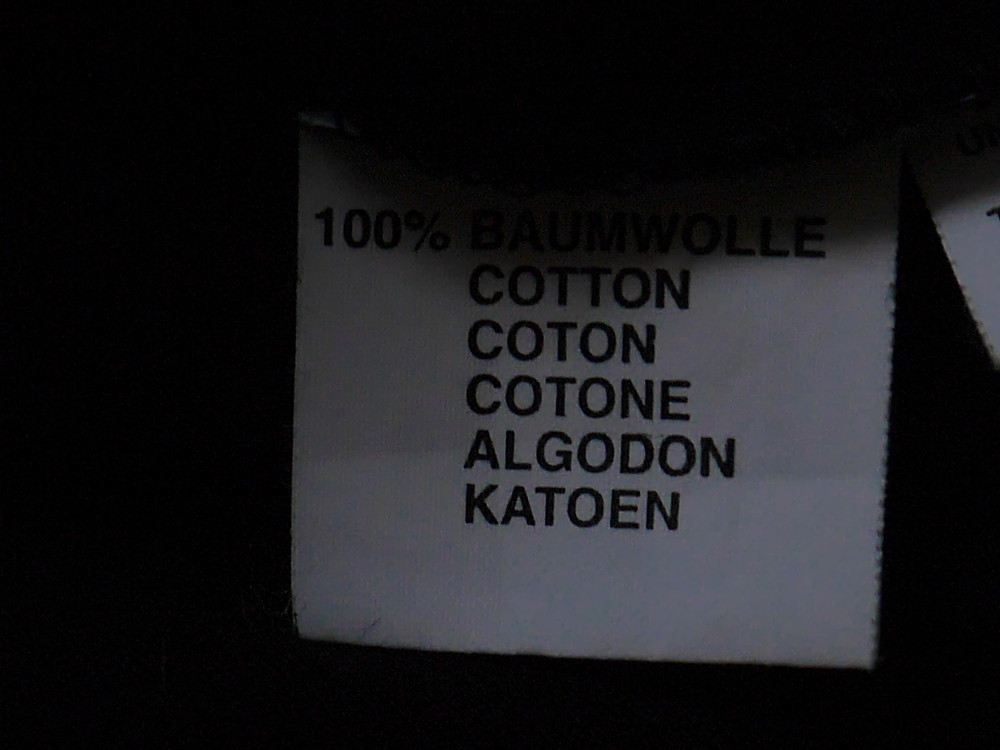 100% BAUMWOLLE
COTTON
COTON
COTONE
ALGODON
KATOEN